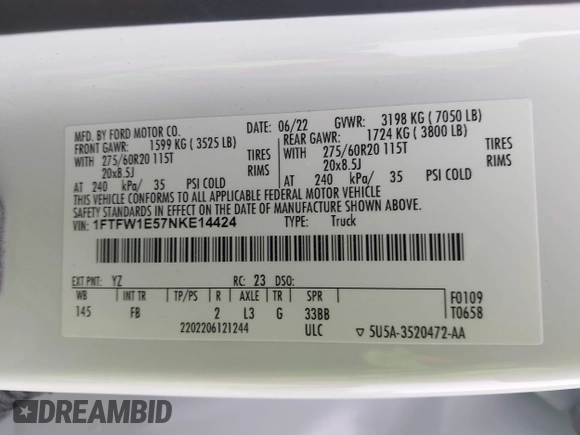 MFD. BY FORD MOTOR CO. DATE: 06/22 GVWR: 3198 KG ( 7050 LB)
FRONT GAWR: 1599 KG ( 3525 LB) REAR GAWR: 1724 KG ( 3800 LB)
WITH 275/60R20 115T TIRES WITH 275/60R20 115T TIRES
20x8.5J RIMS 20x8.5J RIMS
AT 240 kPa/ 35 PSI COLD AT 240 kPa/ 35 PSI COLD
THIS VEHICLE CONFORMS TO ALL APPLICABLE FEDERAL MOTOR VEHICLE
SAFETY STANDARDS IN EFFECT ON THE DATE OF MANUFACTURE SHOWN ABOVE.
VIN: 1FTFW1E57NKE14424 TYPE: Truck
EXT PNT: YZ RC: 23 DSO:
WB INT TR TP/PS R AXLE TR SPR F0109
145 FB 2 L3 G 33BB T0658
2202206121244 ULC ▽ 5U5A-3520472-AA
DREAMBID